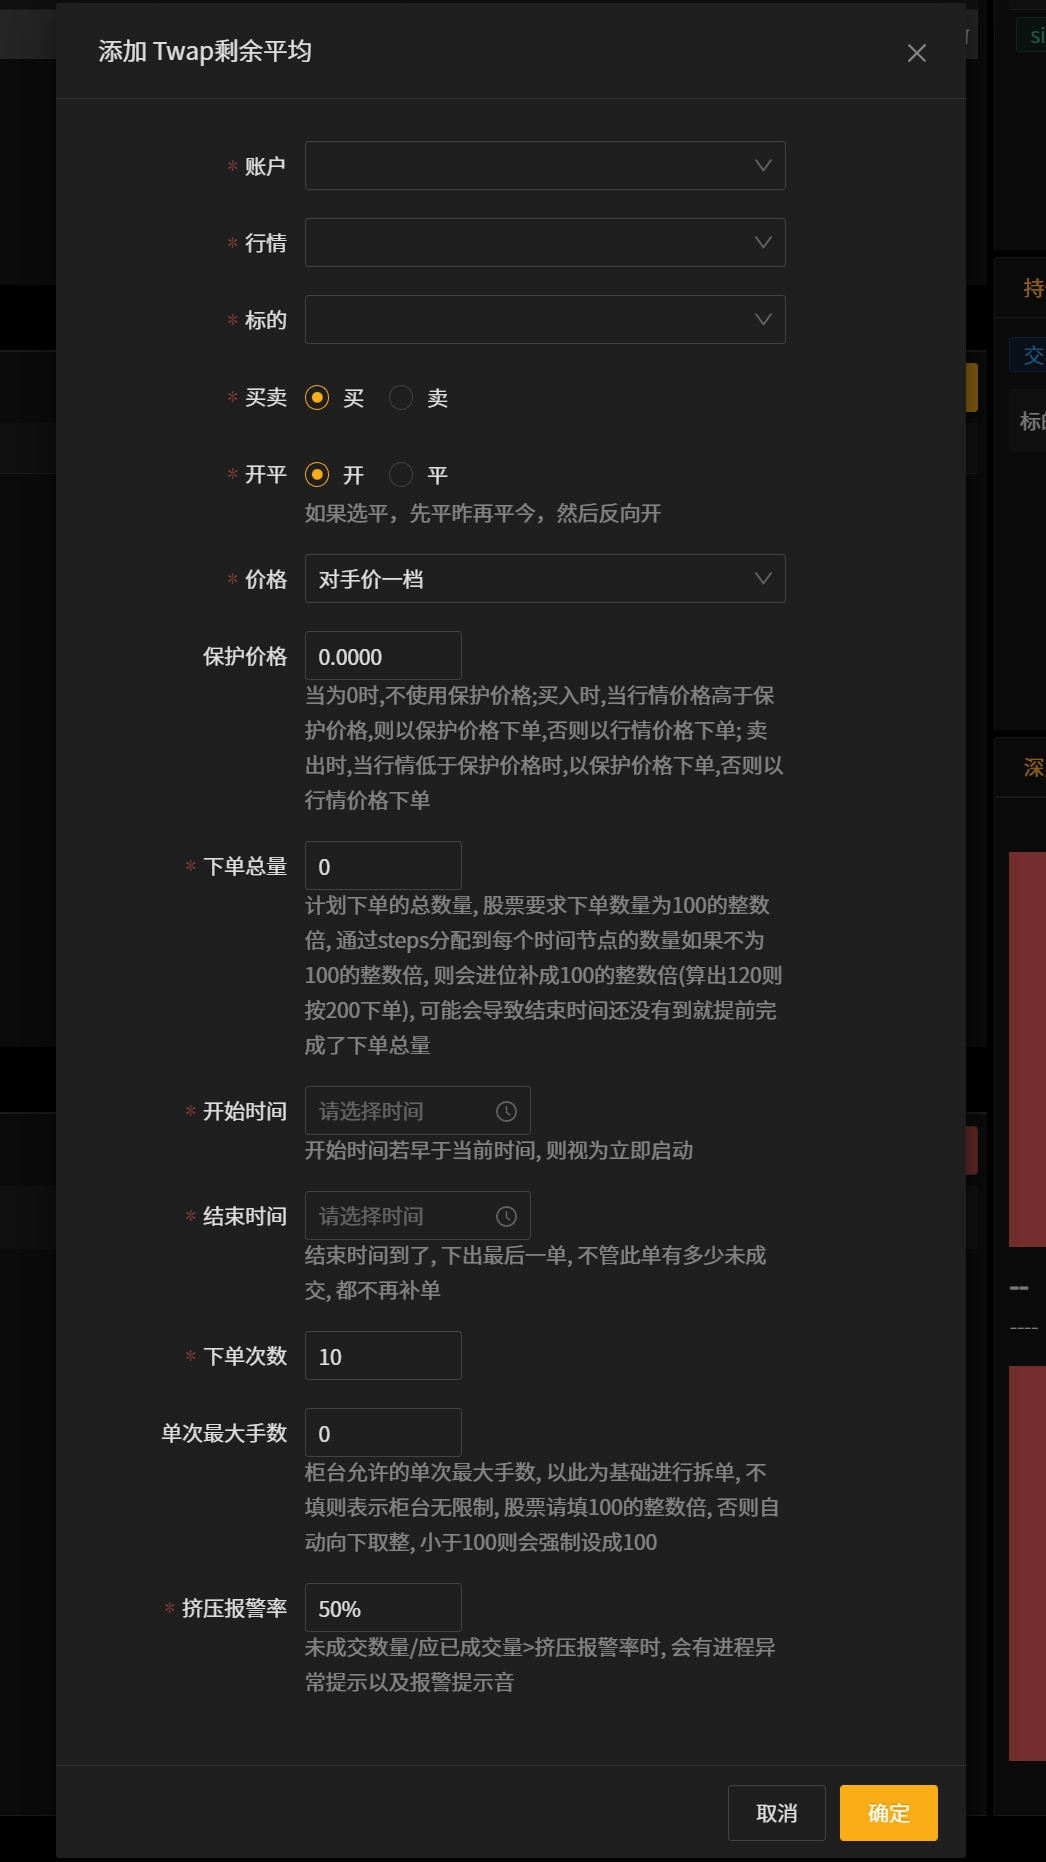 添加 Twap剩余平均
* 账户
* 行情
* 标的
* 买卖 买 卖
* 开平 开 平
如果选平，先平昨再平今，然后反向开
* 价格 对手价一档
保护价格 0.0000
当为0时,不使用保护价格;买入时,当行情价格高于保
护价格,则以保护价格下单,否则以行情价格下单; 卖
出时,当行情低于保护价格时,以保护价格下单,否则以
行情价格下单
* 下单总量 0
计划下单的总数量, 股票要求下单数量为100的整数
倍, 通过steps分配到每个时间节点的数量如果不为
100的整数倍, 则会进位补成100的整数倍(算出120则
按200下单), 可能会导致结束时间还没有到就提前完
成了下单总量
* 开始时间 请选择时间
开始时间若早于当前时间, 则视为立即启动
* 结束时间 请选择时间
结束时间到了, 下出最后一单, 不管此单有多少未成
交, 都不再补单
* 下单次数 10
单次最大手数 0
柜台允许的单次最大手数, 以此为基础进行拆单, 不
填则表示柜台无限制, 股票请填100的整数倍, 否则自
动向下取整, 小于100则会强制设成100
* 挤压报警率 50%
未成交数量/应已成交量>挤压报警率时, 会有进程异
常提示以及报警提示音
取消 确定
si
持
交
标的
深
--
----